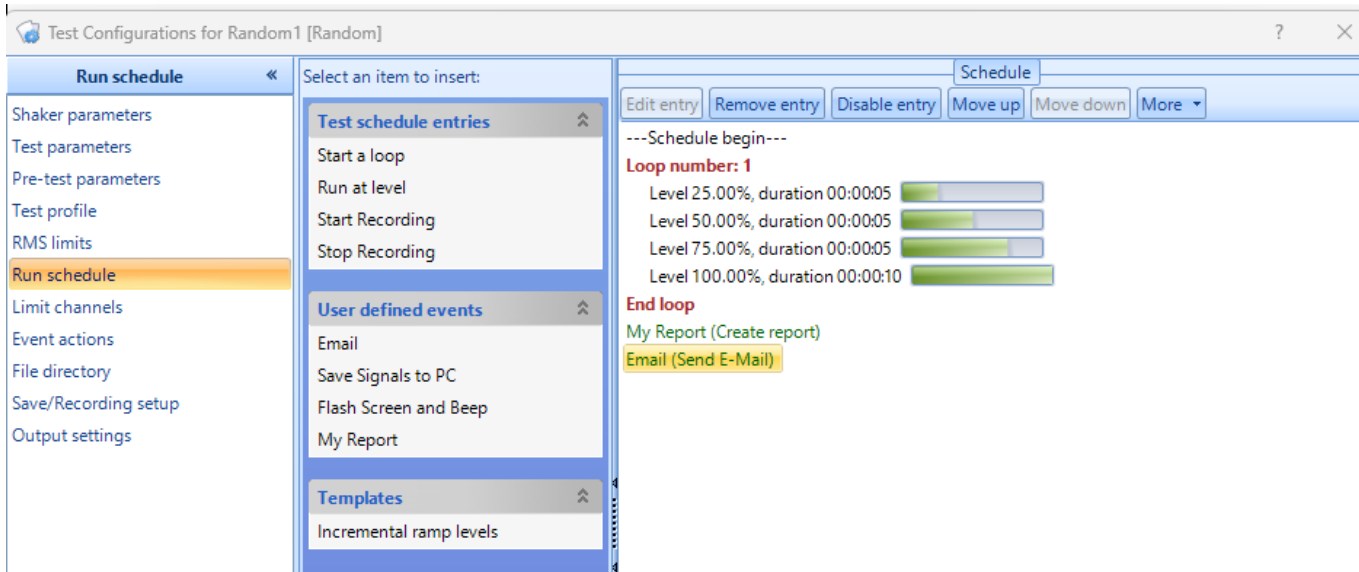 Test Configurations for Random1 [Random]
?
Run schedule «
Shaker parameters
Test parameters
Pre-test parameters
Test profile
RMS limits
Run schedule
Limit channels
Event actions
File directory
Save/Recording setup
Output settings
Select an item to insert:
Test schedule entries
Start a loop
Run at level
Start Recording
Stop Recording
User defined events
Email
Save Signals to PC
Flash Screen and Beep
My Report
Templates
Incremental ramp levels
Schedule
Edit entry Remove entry Disable entry Move up Move down More
---Schedule begin---
Loop number: 1
Level 25.00%, duration 00:00:05
Level 50.00%, duration 00:00:05
Level 75.00%, duration 00:00:05
Level 100.00%, duration 00:00:10
End loop
My Report (Create report)
Email (Send E-Mail)